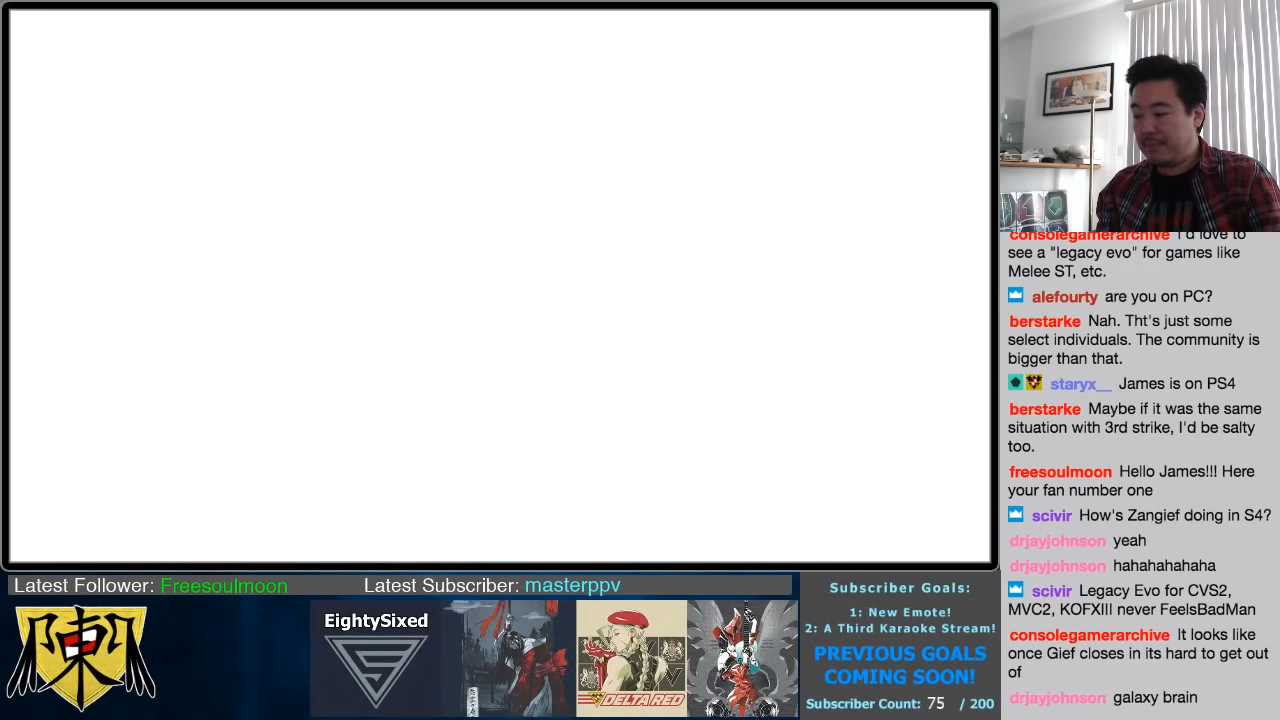 consolegamerarchive I'd love to
see a "legacy evo" for games like
Melee ST, etc.
alefourty are you on PC?
berstarke Nah. Tht's just some
select individuals. The community is
bigger than that.
staryx__ James is on PS4
berstarke Maybe if it was the same
situation with 3rd strike, I'd be salty
too.
freesoulmoon Hello James!!! Here
your fan number one
scivir How's Zangief doing in S4?
drjayjohnson yeah
drjayjohnson hahahahahaha
scivir Legacy Evo for CVS2,
MVC2, KOFXIII never FeelsBadMan
consolegamerarchive It looks like
once Gief closes in its hard to get out
of
drjayjohnson galaxy brain
Latest Follower: Freesoulmoon
Latest Subscriber: masterppv
EightySixed
DELTA RED
Subscriber Goals:
1: New Emote!
2: A Third Karaoke Stream!
PREVIOUS GOALS
COMING SOON!
Subscriber Count: 75 / 200